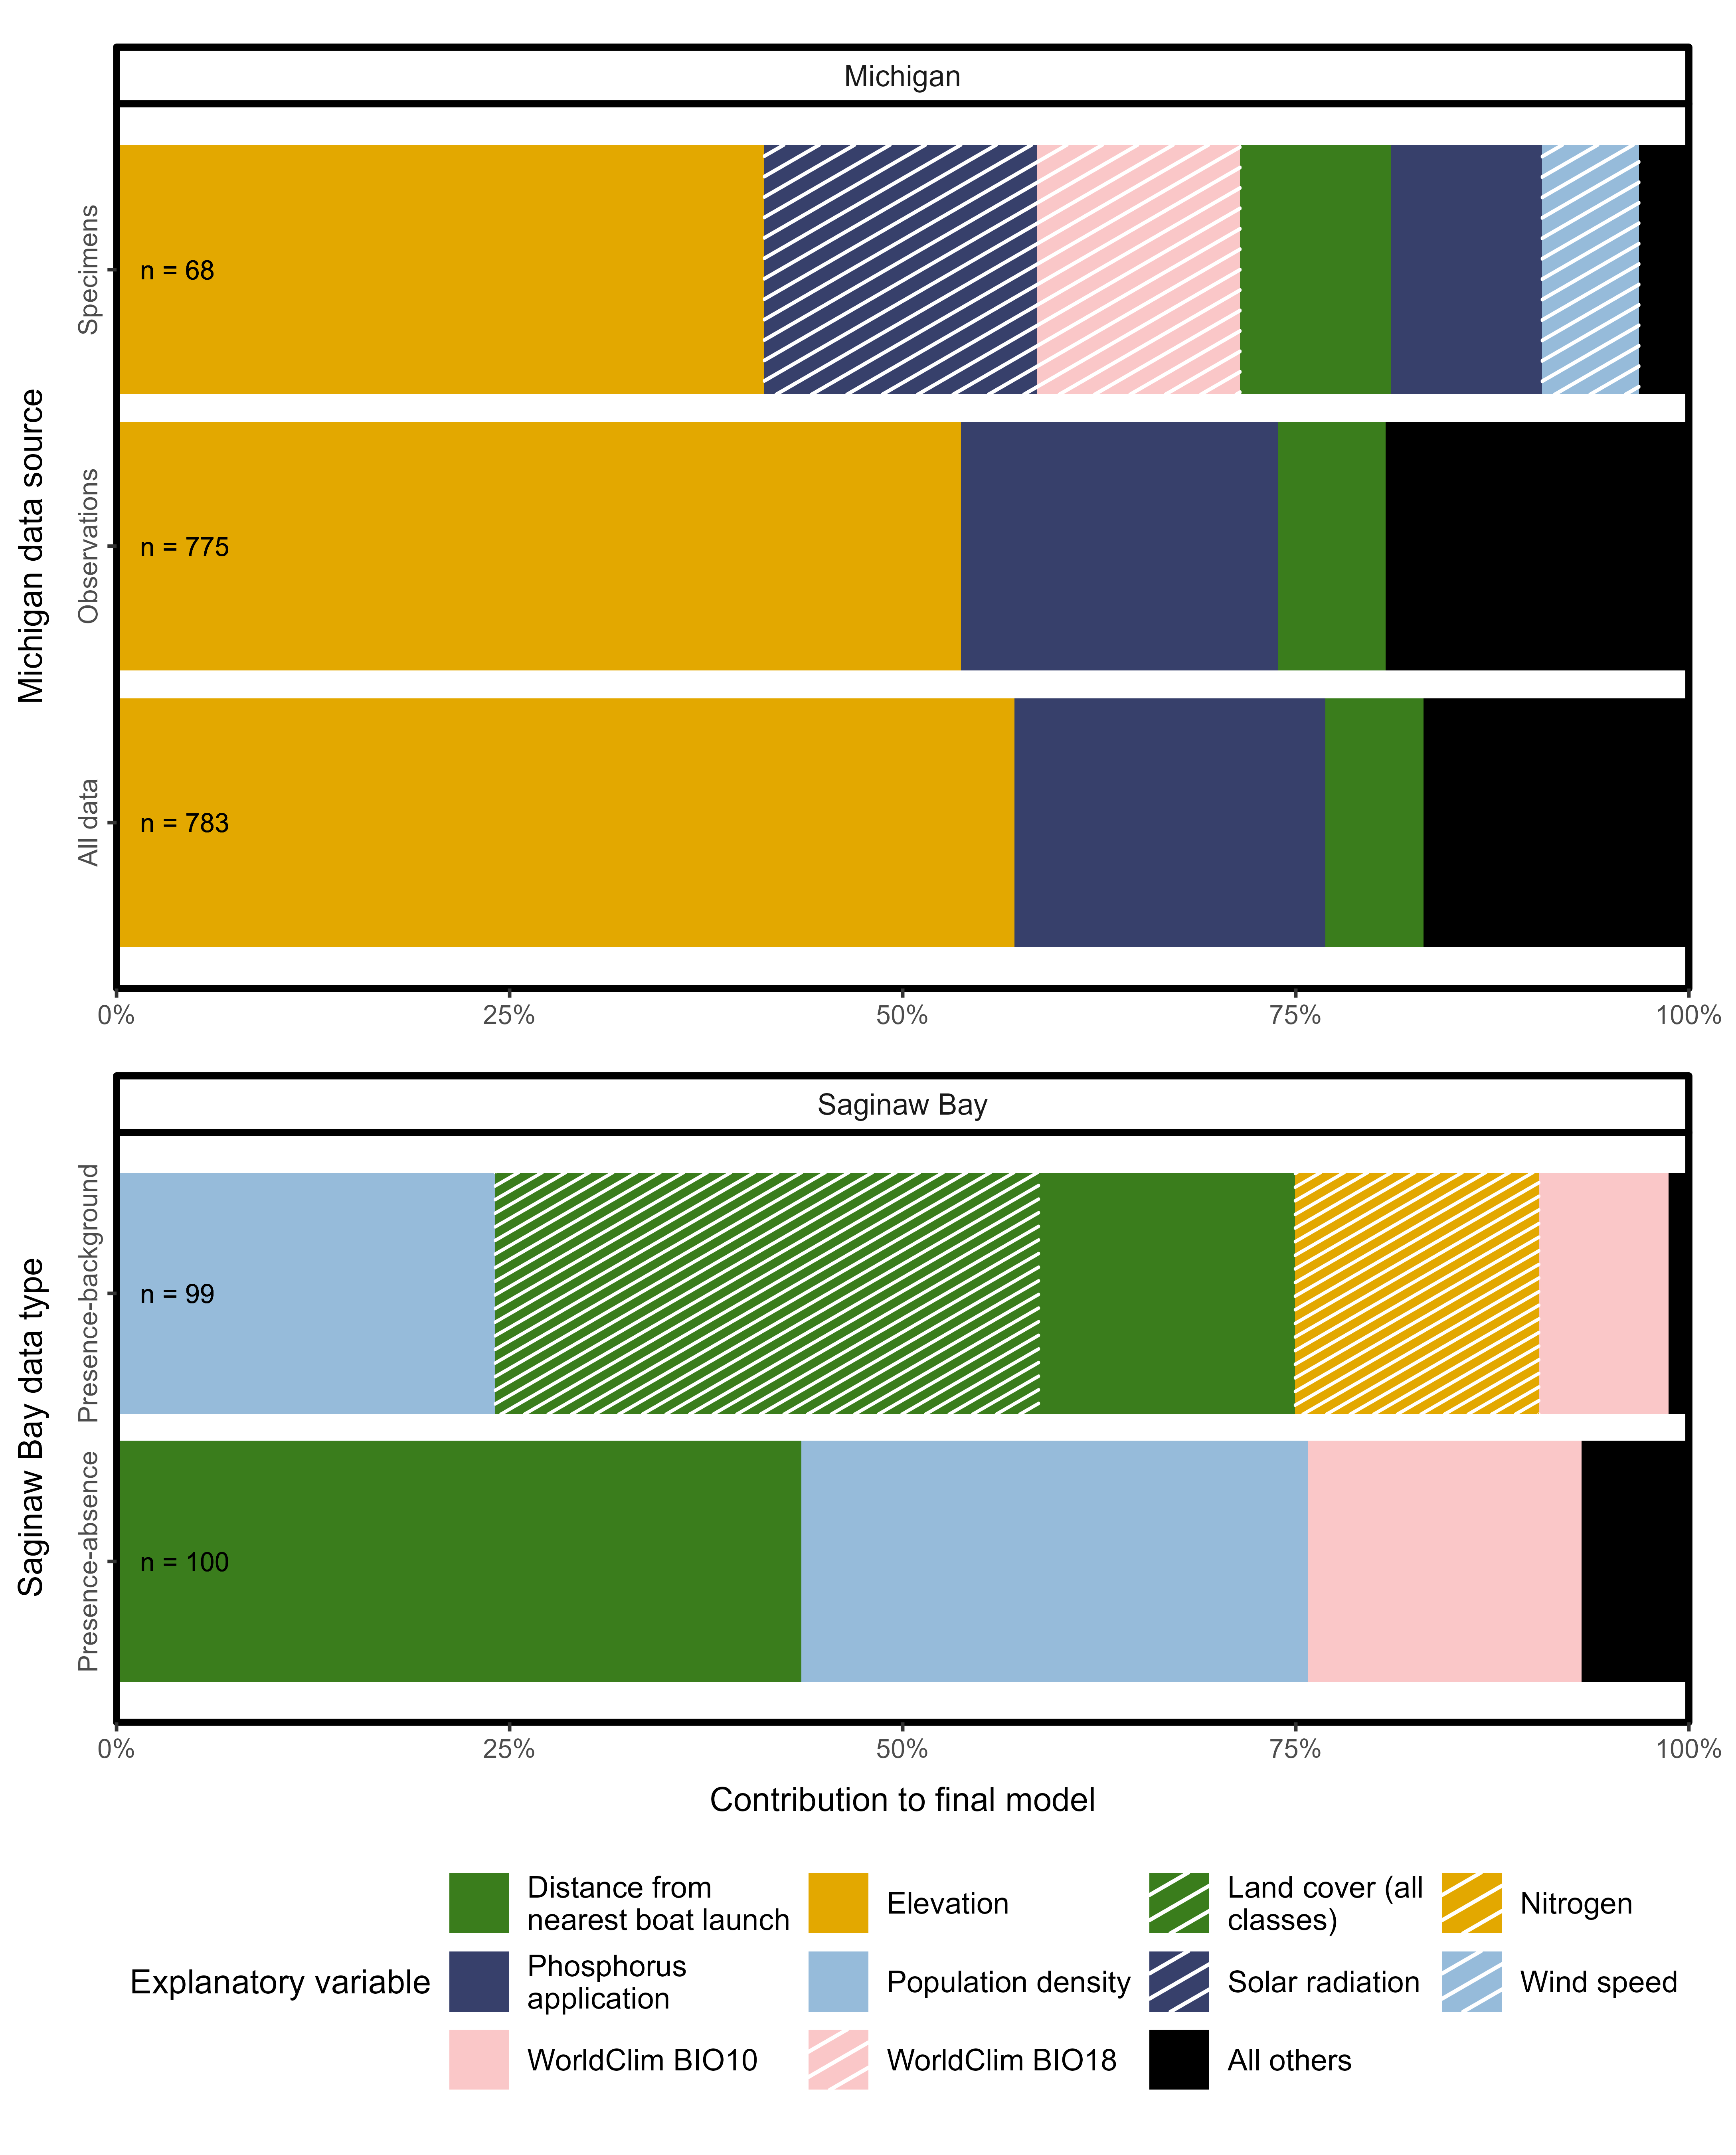 Michigan
Michigan data source
Specimens
n = 68
Observations
n = 775
All data
n = 783
0%
25%
50%
75%
100%
Saginaw Bay
Saginaw Bay data type
Presence-background
n = 99
Presence-absence
n = 100
0%
25%
50%
75%
100%
Contribution to final model
Explanatory variable
Distance from
nearest boat launch
Elevation
Land cover (all
classes)
Nitrogen
Phosphorus
application
Population density
Solar radiation
Wind speed
WorldClim BIO10
WorldClim BIO18
All others